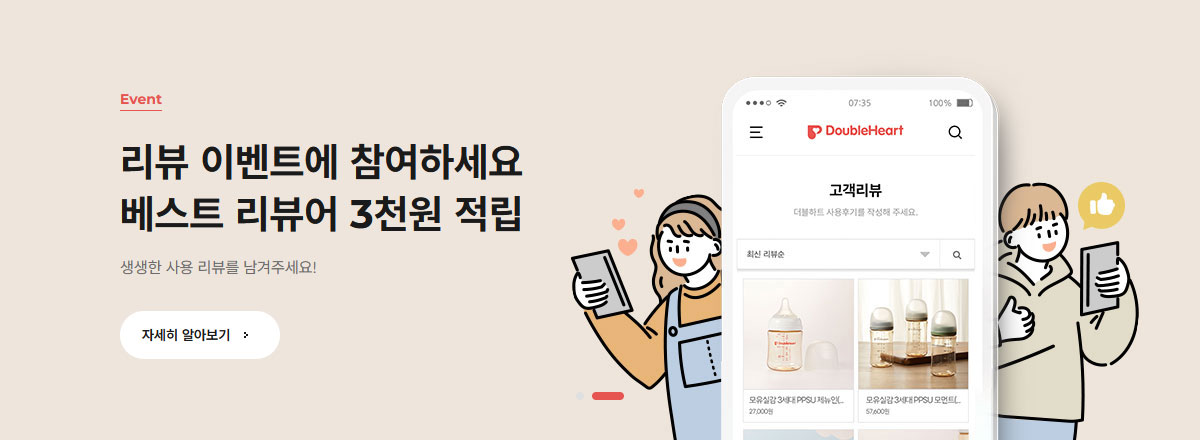 Event
리뷰 이벤트에 참여하세요
베스트 리뷰어 3천원 적립
생생한 사용 리뷰를 남겨주세요!
자세히 알아보기
07:35
100%
DoubleHeart
고객리뷰
더블하트 사용후기를 작성해 주세요.
최신 리뷰순
DoubleHeart
모유실감 3세대 PPSU 제뉴인(...
27,000원
모유실감 3세대 PPSU 모먼트(...
57,600원